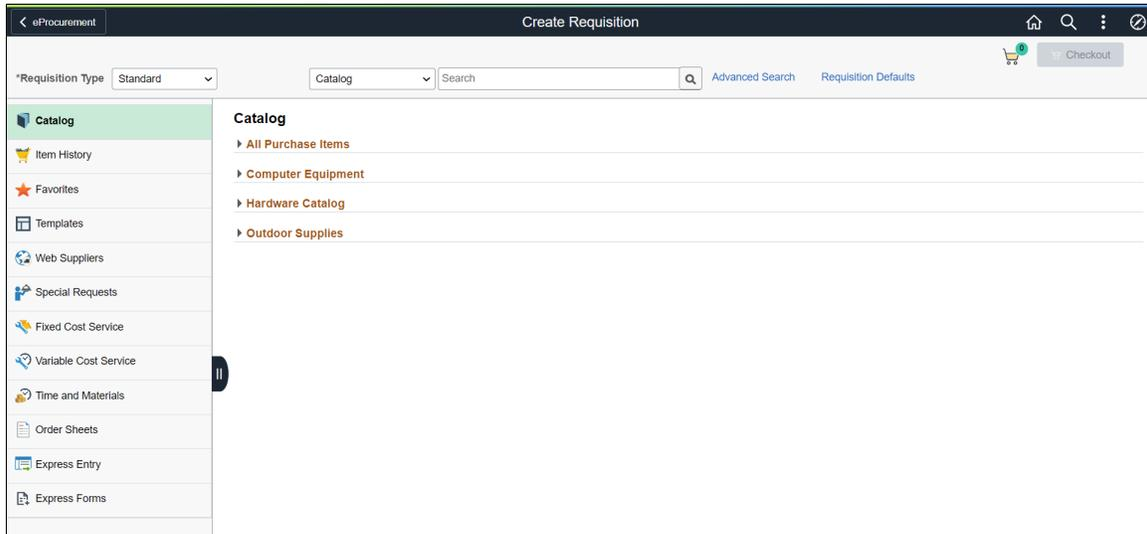 eProcurement
Create Requisition
0
Checkout
*Requisition Type Standard Catalog Search Advanced Search Requisition Defaults
Catalog
Item History
Favorites
Templates
Web Suppliers
Special Requests
Fixed Cost Service
Variable Cost Service
Time and Materials
Order Sheets
Express Entry
Express Forms
Catalog
All Purchase Items
Computer Equipment
Hardware Catalog
Outdoor Supplies